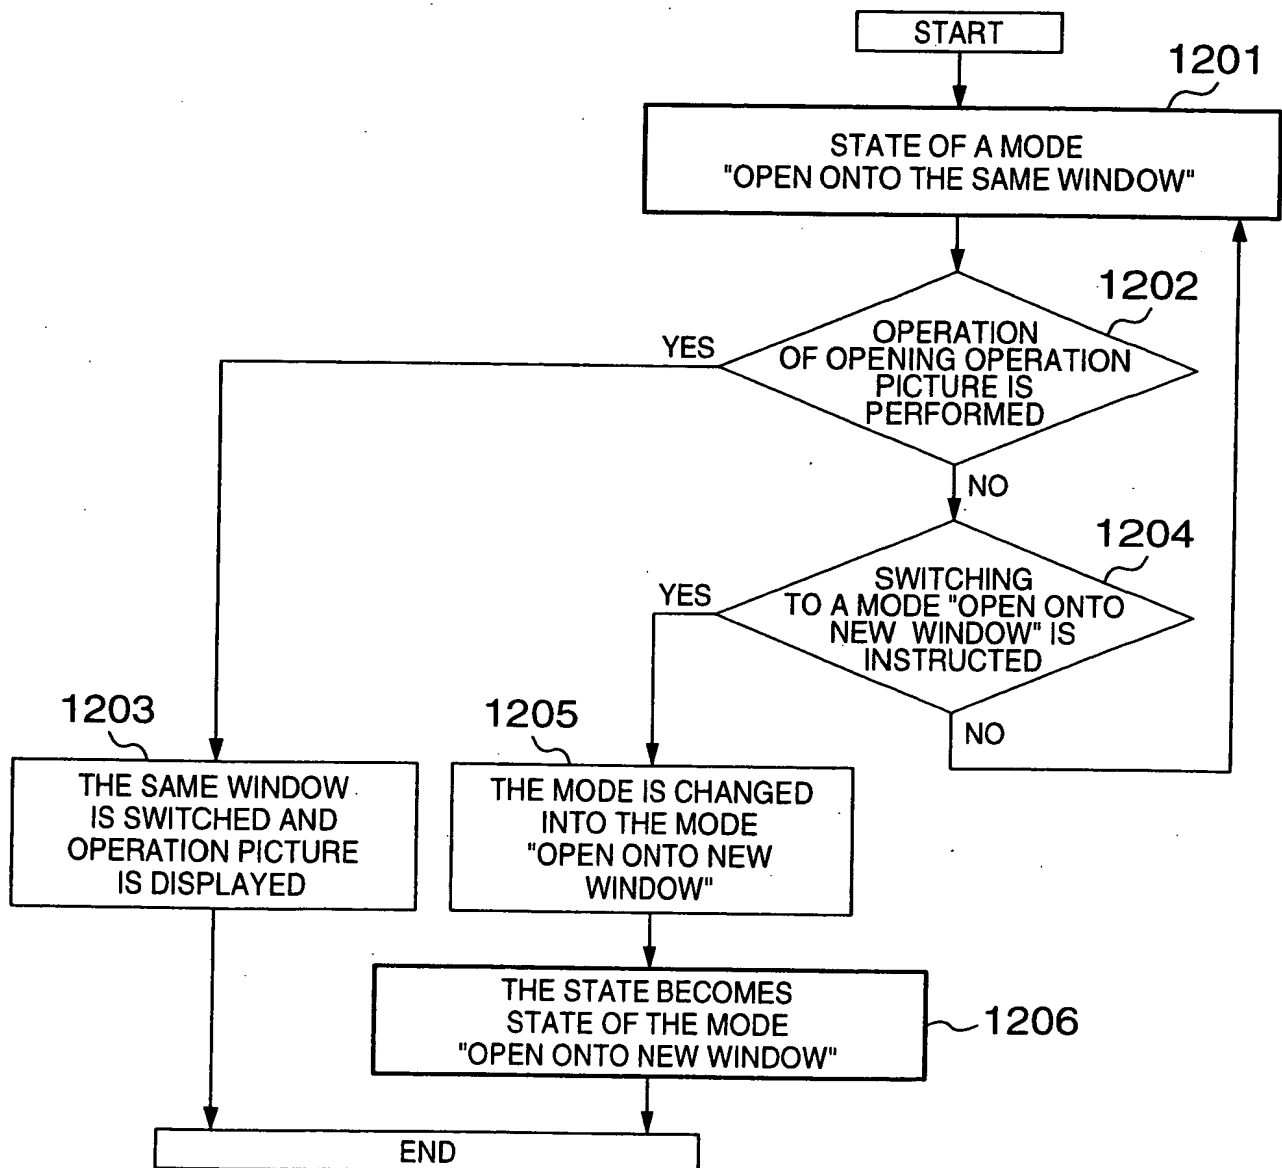 START
1201
STATE OF A MODE
"OPEN ONTO THE SAME WINDOW"
1202
OPERATION
OF OPENING OPERATION
PICTURE IS
PERFORMED
YES
NO
1204
SWITCHING
TO A MODE "OPEN ONTO
NEW WINDOW" IS
INSTRUCTED
YES
NO
1203
THE SAME WINDOW
IS SWITCHED AND
OPERATION PICTURE
IS DISPLAYED
1205
THE MODE IS CHANGED
INTO THE MODE
"OPEN ONTO NEW
WINDOW"
THE STATE BECOMES
STATE OF THE MODE
"OPEN ONTO NEW WINDOW"
1206
END